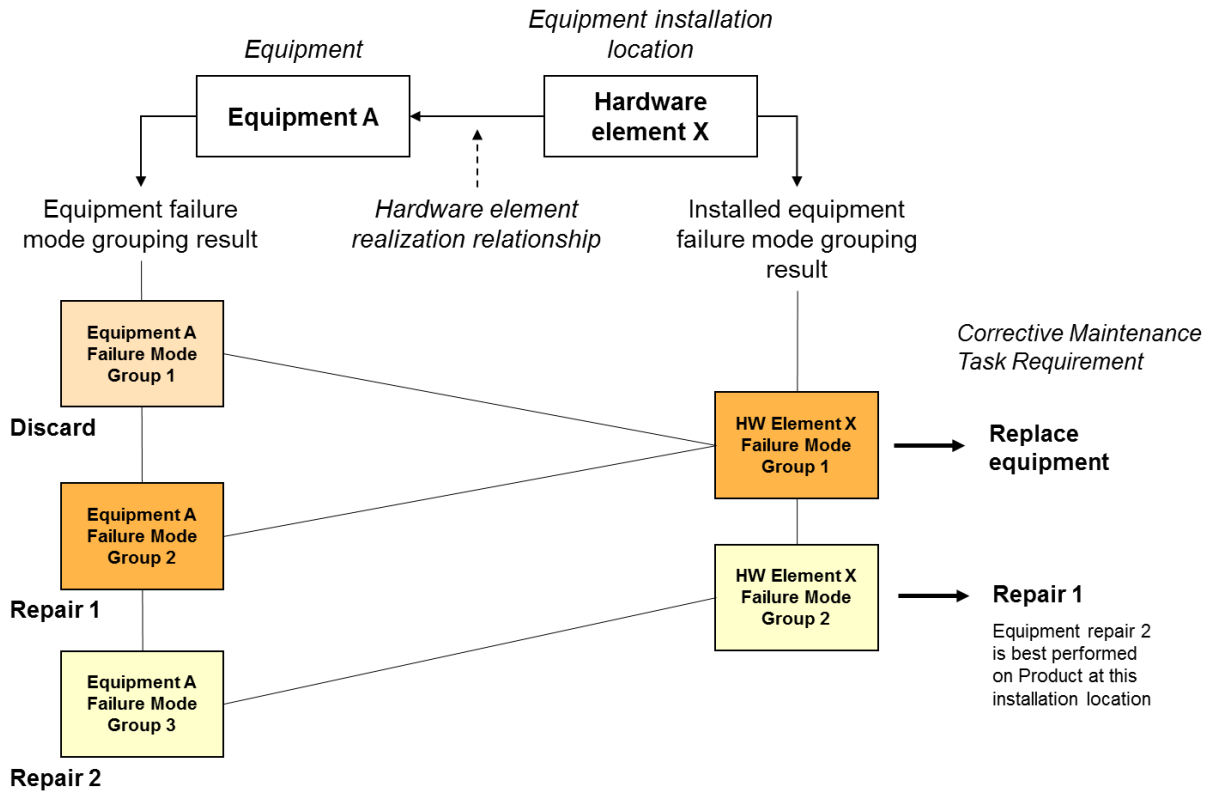 Equipment installation
location
Equipment
Equipment A
Hardware
element X
Equipment failure
mode grouping result
Hardware element
realization relationship
Installed equipment
failure mode grouping
result
Equipment A
Failure Mode
Group 1
Discard
Corrective Maintenance
Task Requirement
HW Element X
Failure Mode
Group 1
Replace
equipment
Equipment A
Failure Mode
Group 2
Repair 1
HW Element X
Failure Mode
Group 2
Repair 1
Equipment repair 2
is best performed
on Product at this
installation location
Equipment A
Failure Mode
Group 3
Repair 2